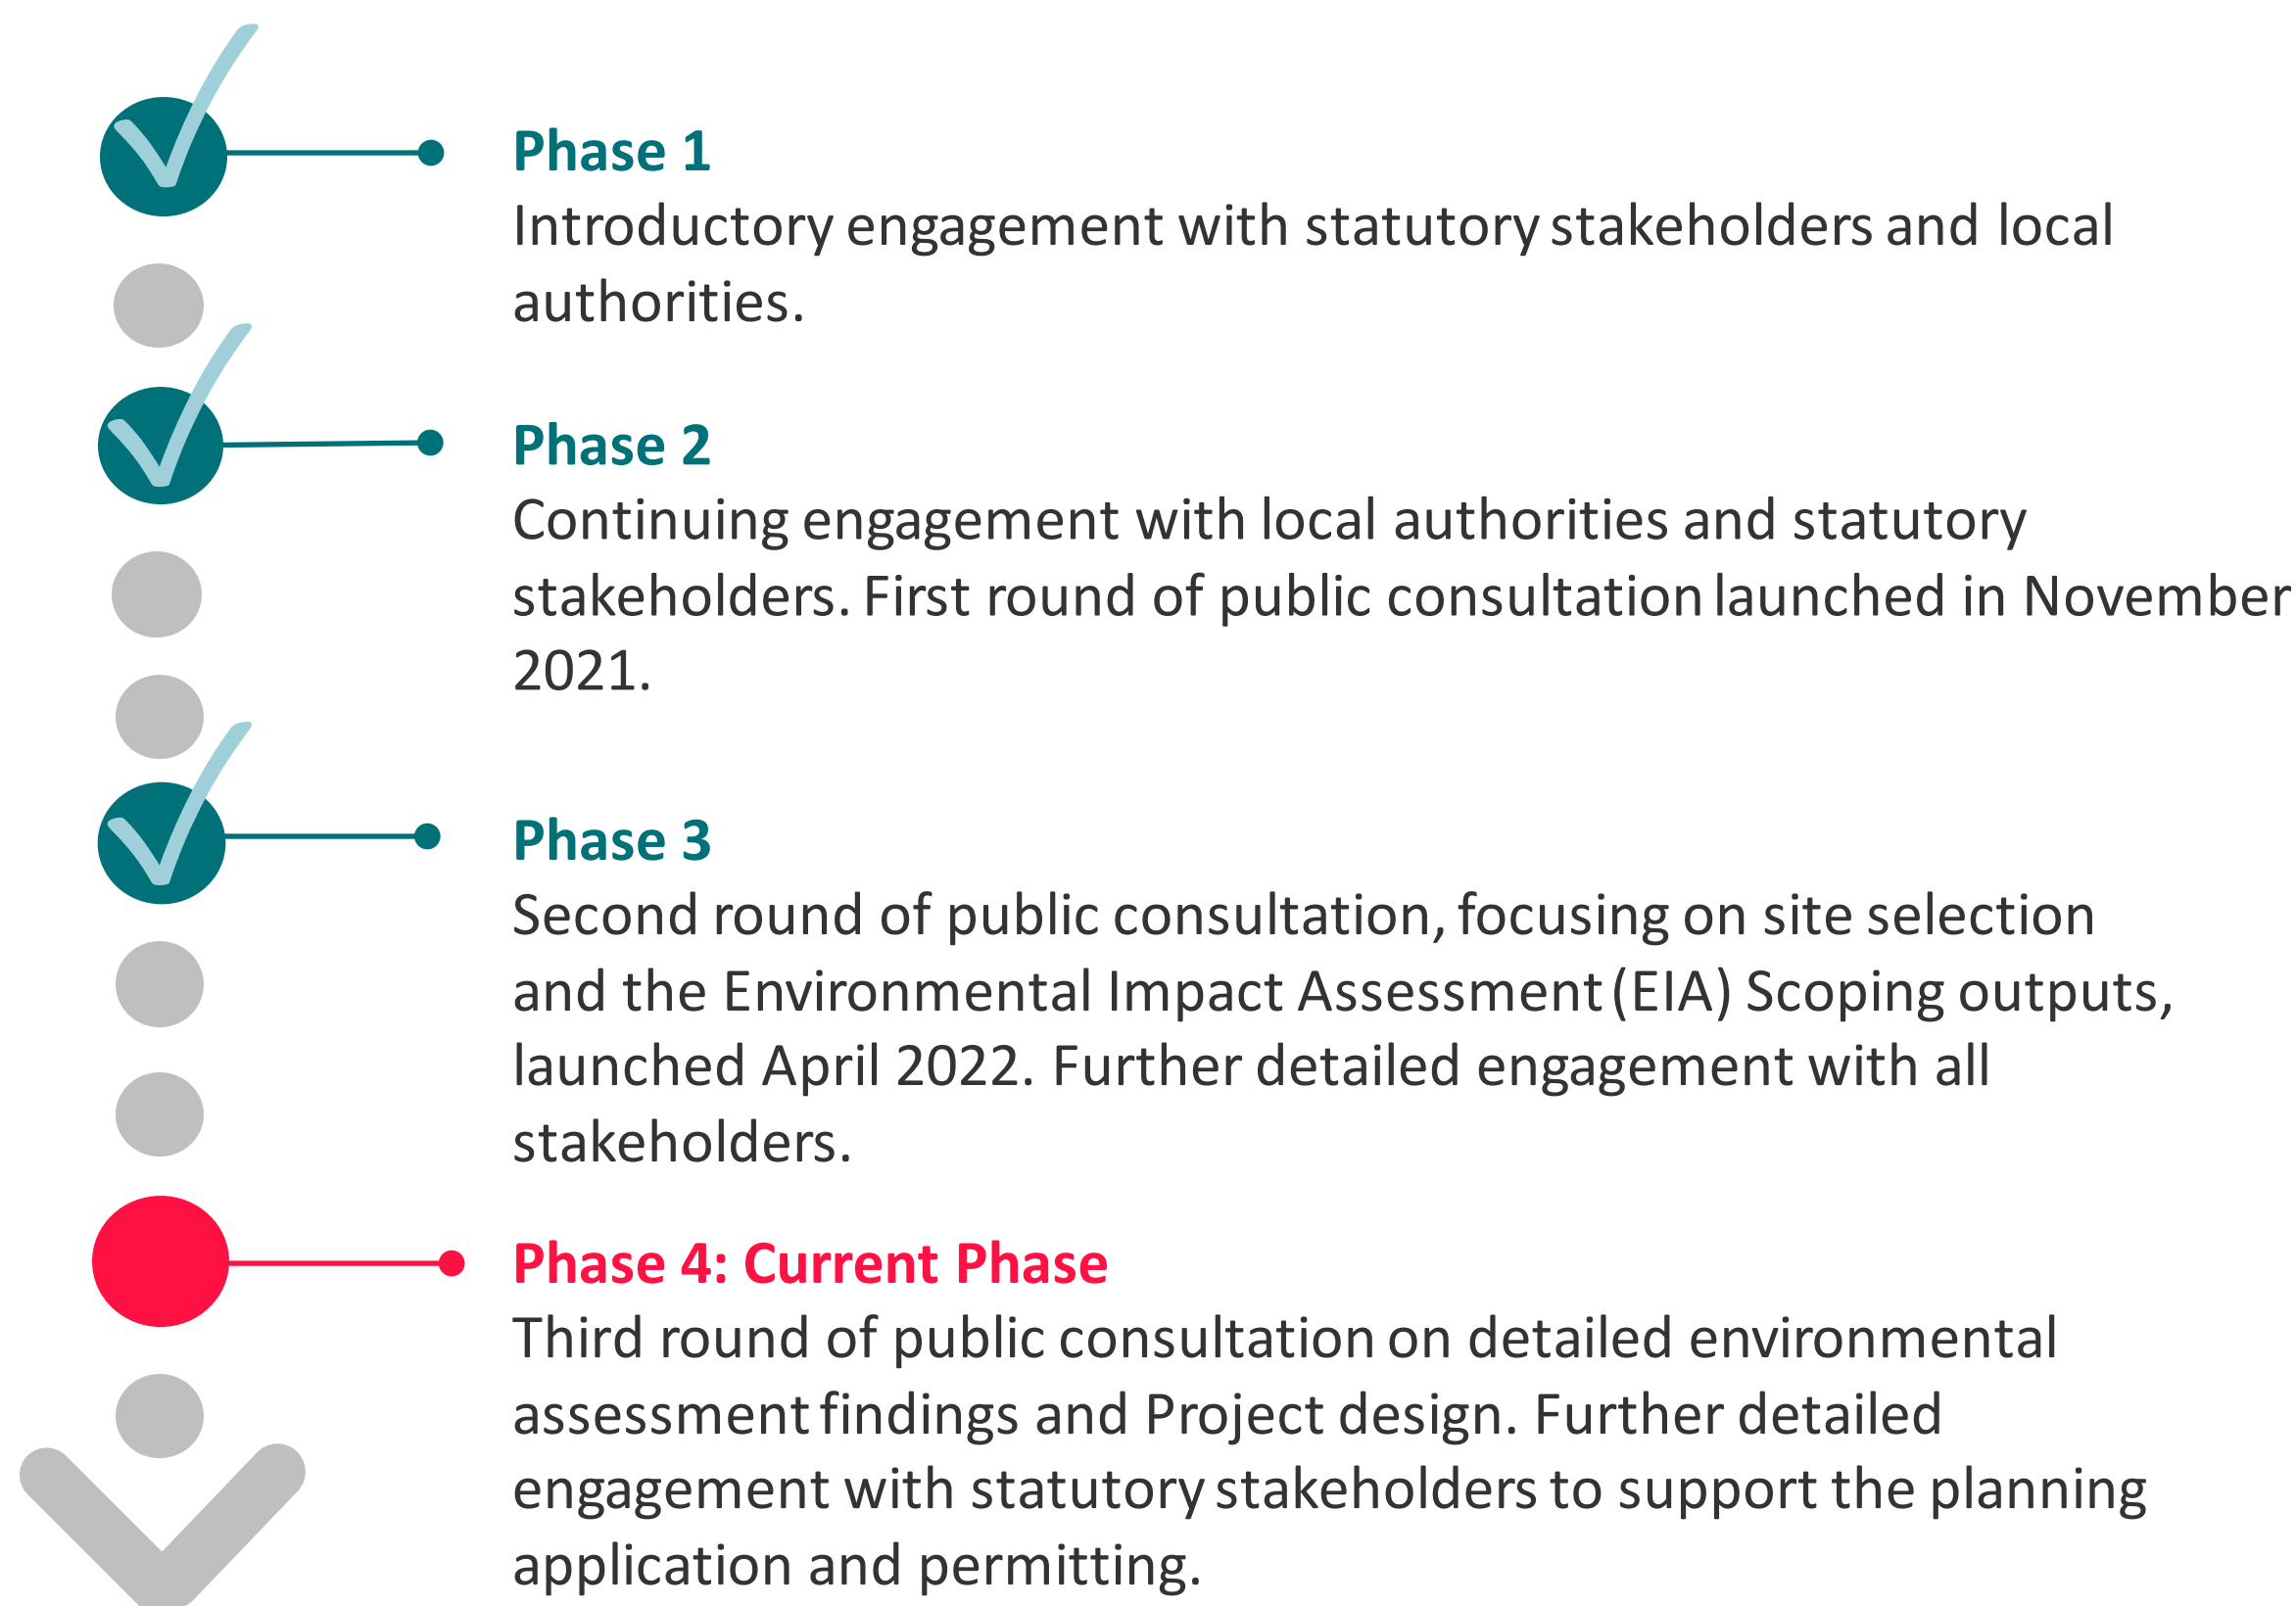 Phase 1
Introductory engagement with statutory stakeholders and local
authorities.
Phase 2
Continuing engagement with local authorities and statutory
stakeholders. First round of public consultation launched in November
2021.
Phase 3
Second round of public consultation, focusing on site selection
and the Environmental Impact Assessment (EIA) Scoping outputs,
launched April 2022. Further detailed engagement with all
stakeholders.
Phase 4: Current Phase
Third round of public consultation on detailed environmental
assessment findings and Project design. Further detailed
engagement with statutory stakeholders to support the planning
application and permitting.